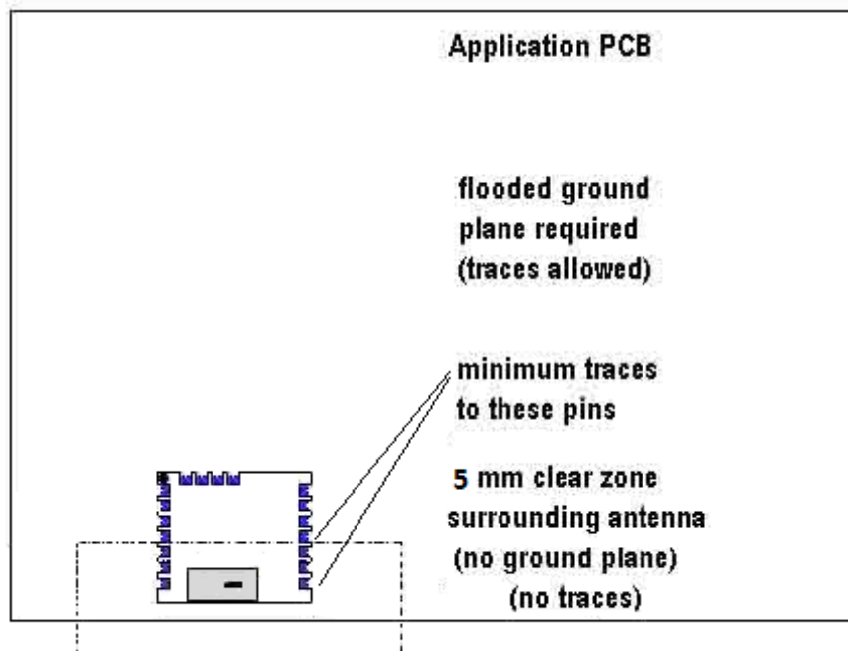 Application PCB
flooded ground
plane required
(traces allowed)
minimum traces
to these pins
5 mm clear zone
surrounding antenna
(no ground plane)
(no traces)